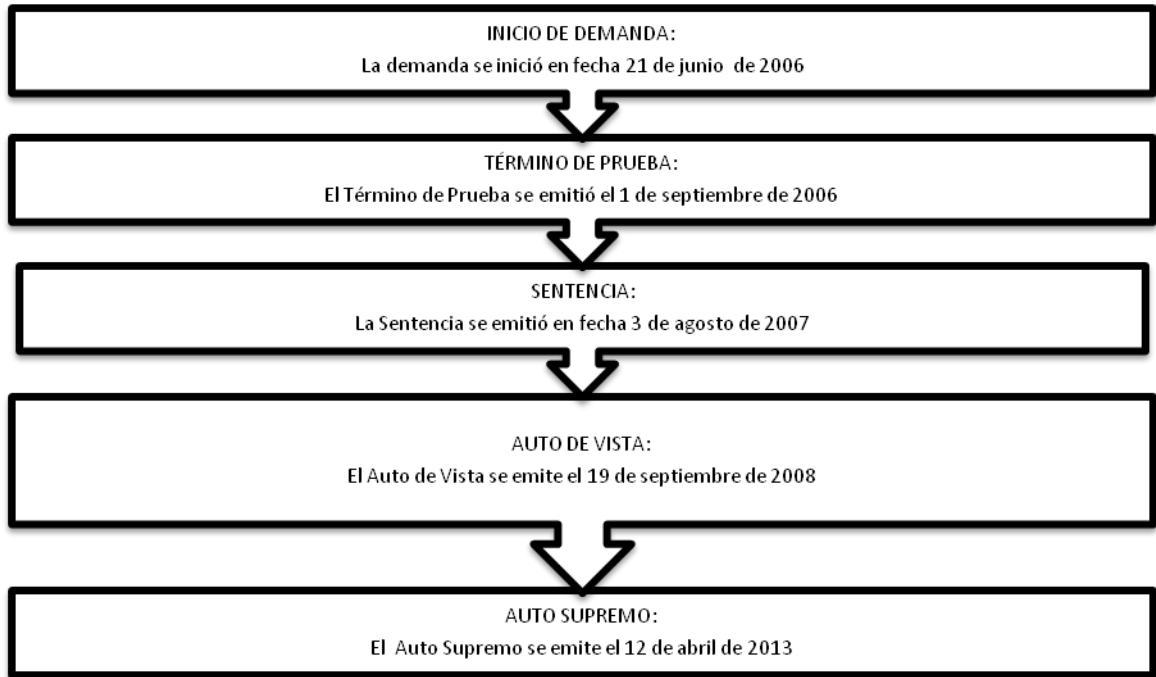 INICIO DE DEMANDA:
La demanda se inició en fecha 21 de junio de 2006
TÉRMINO DE PRUEBA:
El Término de Prueba se emitió el 1 de septiembre de 2006
SENTENCIA:
La Sentencia se emitió en fecha 3 de agosto de 2007
AUTO DE VISTA:
El Auto de Vista se emite el 19 de septiembre de 2008
AUTO SUPREMO:
El Auto Supremo se emite el 12 de abril de 2013